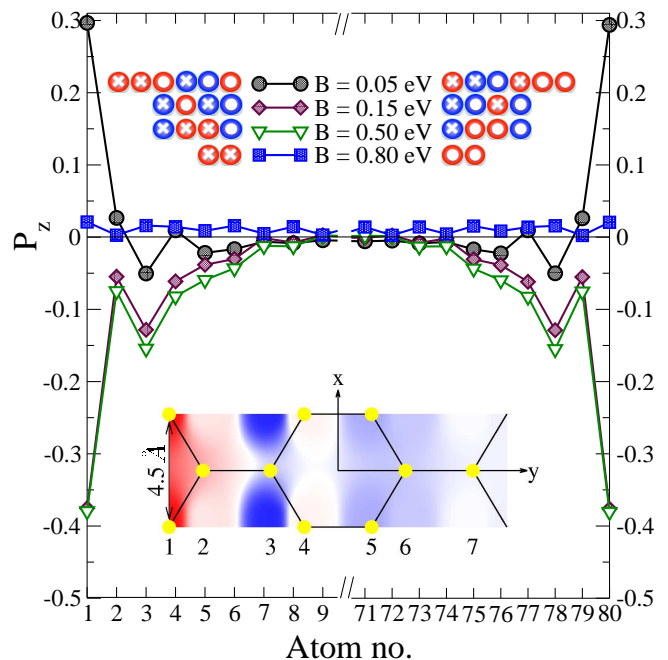 0.3 // 0.3
0.2 0.2
0.1 0.1
0 0
-0.1 -0.1
-0.2 -0.2
-0.3 -0.3
-0.4 -0.4
-0.5 -0.5
P_z
B = 0.05 eV
B = 0.15 eV
B = 0.50 eV
B = 0.80 eV
x
y
4.5 Å
1 2 3 4 5 6 7
1 2 3 4 5 6 7 8 9 // 71 72 73 74 75 76 77 78 79 80
Atom no.